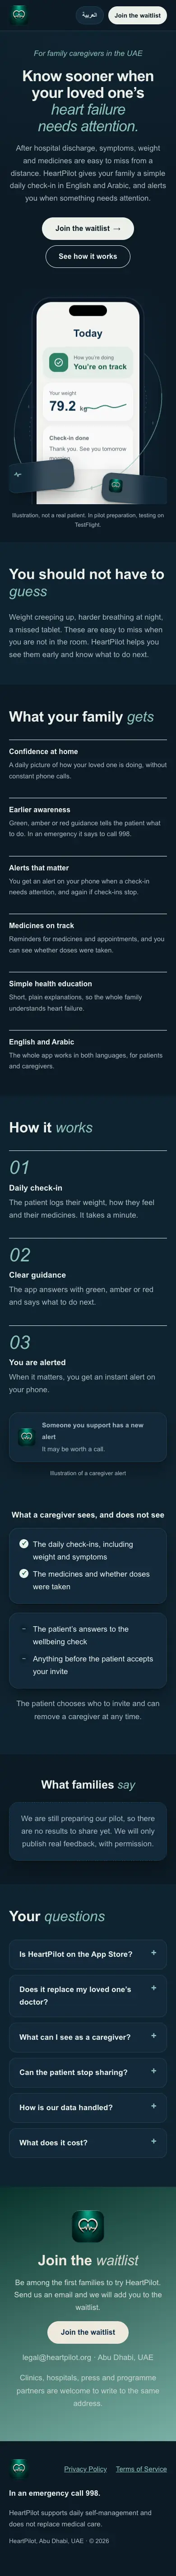 العربية
Join the waitlist
For family caregivers in the UAE
Know sooner when
your loved one’s
heart failure
needs attention.
After hospital discharge, symptoms, weight
and medicines are easy to miss from a
distance. HeartPilot gives your family a simple
daily check-in in English and Arabic, and alerts
you when something needs attention.
Join the waitlist →
See how it works
Today
How you're doing
You're on track
Your weight
79.2 kg
Check-in done
Thank you. See you tomorrow
morning.
Illustration, not a real patient. In pilot preparation, testing on
TestFlight.
You should not have to
guess
Weight creeping up, harder breathing at night,
a missed tablet. These are easy to miss when
you are not in the room. HeartPilot helps you
see them early and know what to do next.
What your family gets
Confidence at home
A daily picture of how your loved one is doing, without
constant phone calls.
Earlier awareness
Green, amber or red guidance tells the patient what
to do. In an emergency it says to call 998.
Alerts that matter
You get an alert on your phone when a check-in
needs attention, and again if check-ins stop.
Medicines on track
Reminders for medicines and appointments, and you
can see whether doses were taken.
Simple health education
Short, plain explanations, so the whole family
understands heart failure.
English and Arabic
The whole app works in both languages, for patients
and caregivers.
How it works
01
Daily check-in
The patient logs their weight, how they feel
and their medicines. It takes a minute.
02
Clear guidance
The app answers with green, amber or red
and says what to do next.
03
You are alerted
When it matters, you get an instant alert on
your phone.
Someone you support has a new
alert
It may be worth a call.
Illustration of a caregiver alert
What a caregiver sees, and does not see
The daily check-ins, including
weight and symptoms
The medicines and whether doses
were taken
The patient’s answers to the
wellbeing check
Anything before the patient accepts
your invite
The patient chooses who to invite and can
remove a caregiver at any time.
What families say
We are still preparing our pilot, so there
are no results to share yet. We will only
publish real feedback, with permission.
Your questions
Is HeartPilot on the App Store? +
Does it replace my loved one’s +
doctor?
What can I see as a caregiver? +
Can the patient stop sharing? +
How is our data handled? +
What does it cost? +
Join the waitlist
Be among the first families to try HeartPilot.
Send us an email and we will add you to the
waitlist.
Join the waitlist
legal@heartpilot.org · Abu Dhabi, UAE
Clinics, hospitals, press and programme
partners are welcome to write to the same
address.
Privacy Policy Terms of Service
In an emergency call 998.
HeartPilot supports daily self-management and
does not replace medical care.
HeartPilot, Abu Dhabi, UAE · © 2026